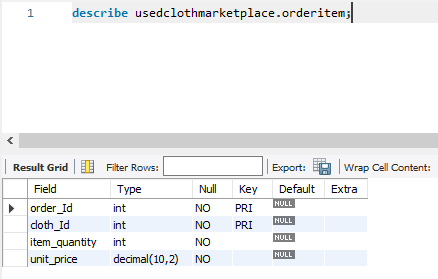 1 describe usedclothmarketplace.orderitem;
Result Grid Filter Rows: Export: Wrap Cell Content:
Field Type Null Key Default Extra
order_Id int NO PRI NULL
cloth_Id int NO PRI NULL
item_quantity int NO NULL
unit_price decimal(10,2) NO NULL